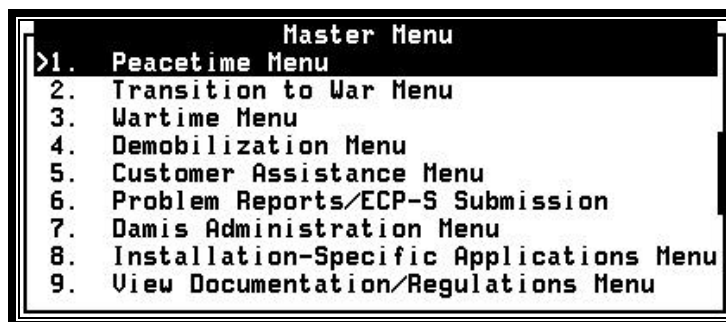 Master Menu
>1. Peacetime Menu
2. Transition to War Menu
3. Wartime Menu
4. Demobilization Menu
5. Customer Assistance Menu
6. Problem Reports/ECP-S Submission
7. Damis Administration Menu
8. Installation-Specific Applications Menu
9. View Documentation/Regulations Menu